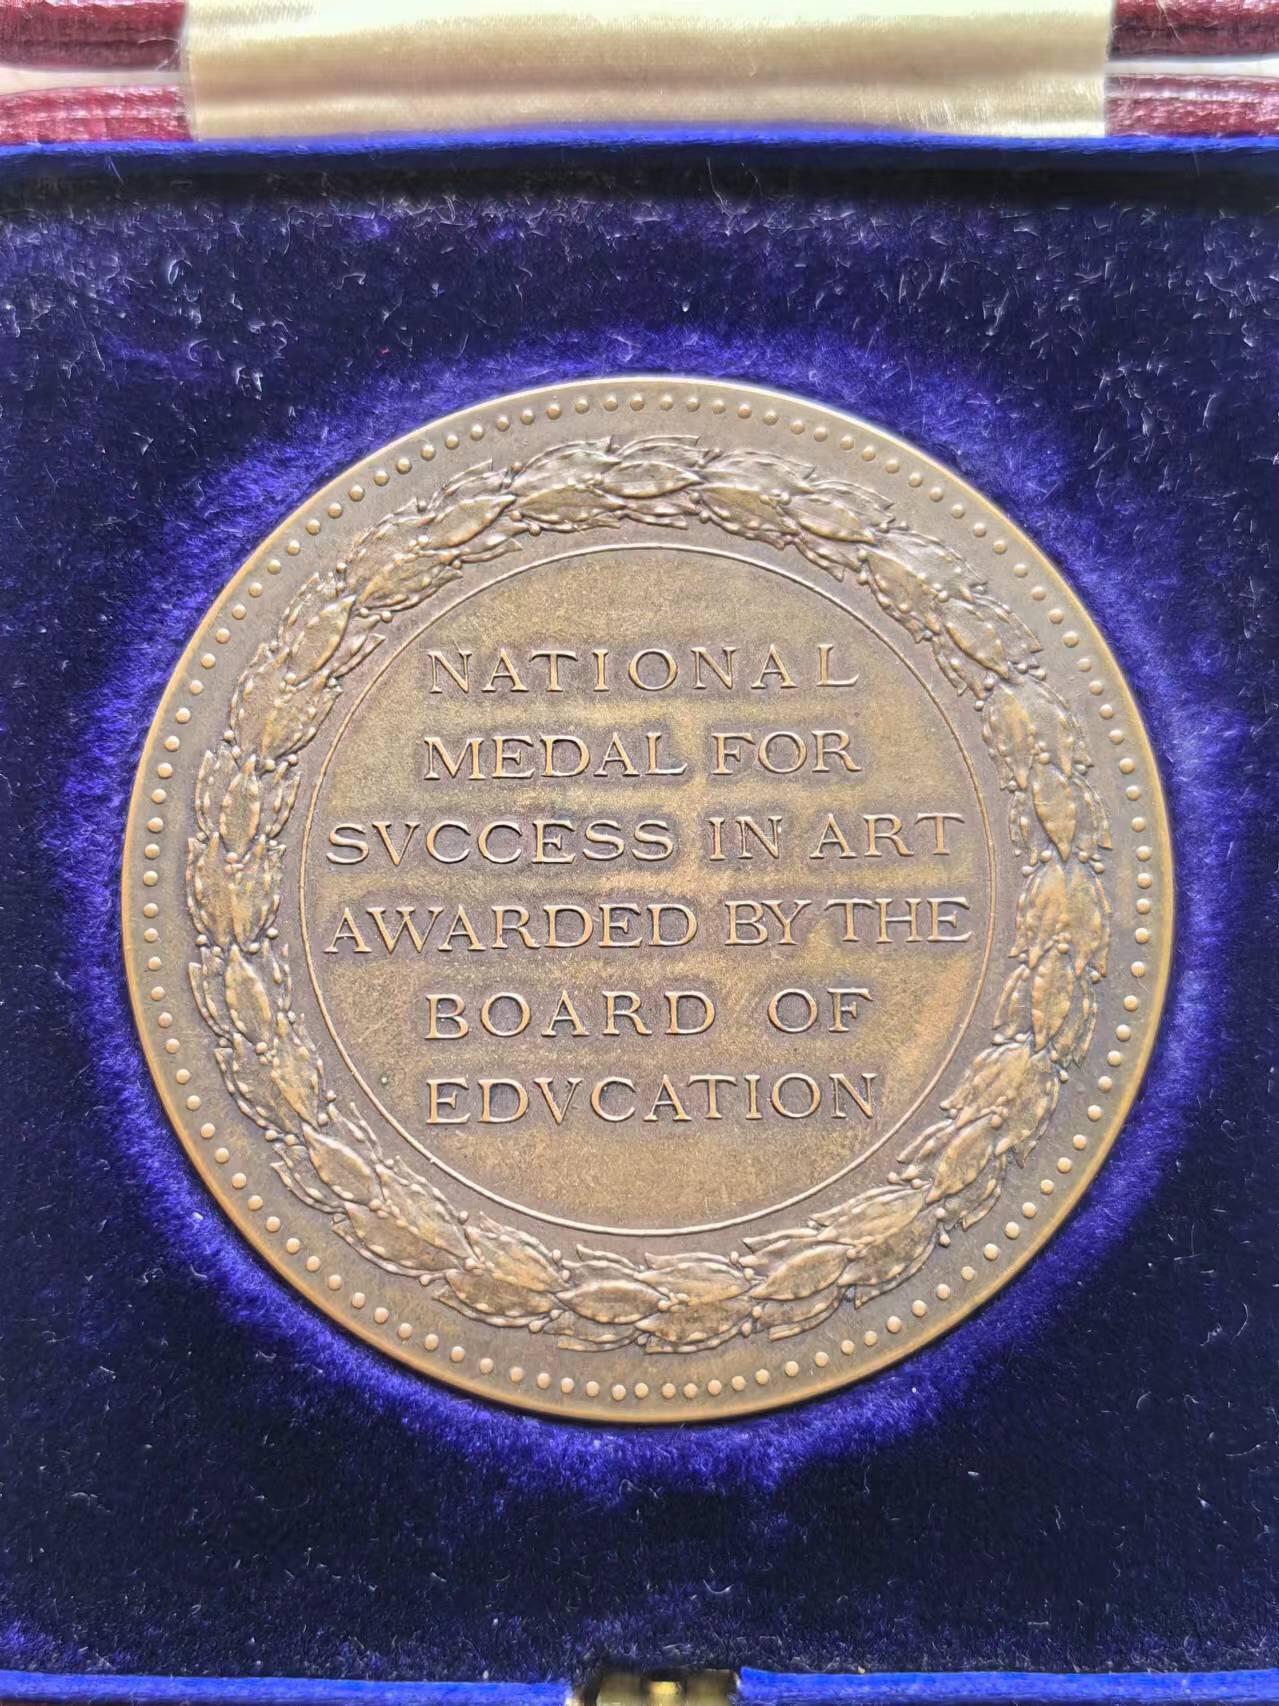 NATIONAL
MEDAL FOR
SVCCESS IN ART
AWARDED BY THE
BOARD OF
EDVCATION